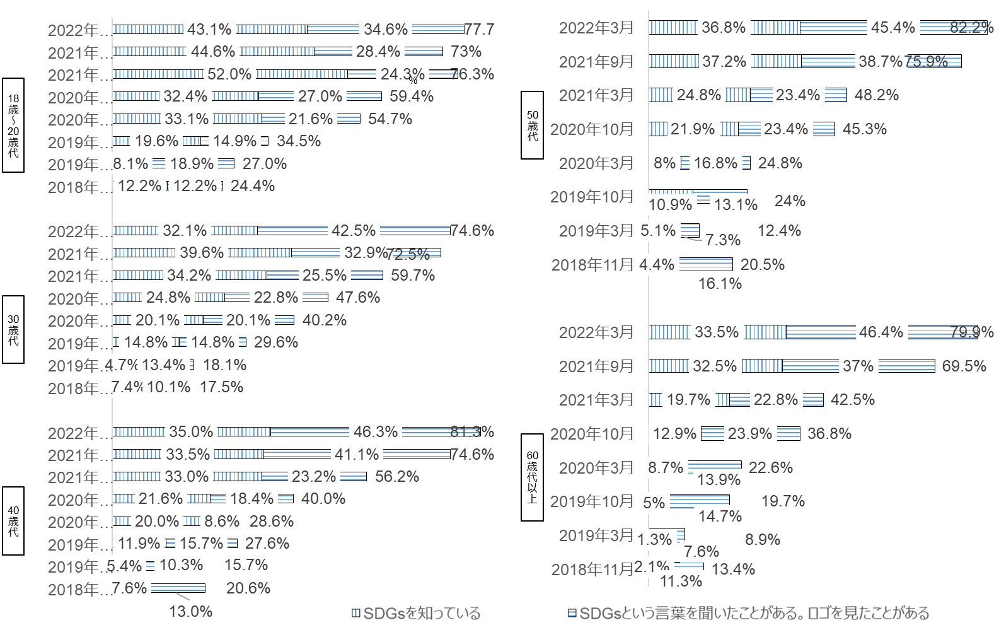 18歳～20歳代
2022年… 43.1% 34.6% 77.7
%
2021年… 44.6% 28.4% 73%
2021年… 52.0% 24.3% 76.3%
2020年… 32.4% 27.0% 59.4%
2020年… 33.1% 21.6% 54.7%
2019年… 19.6% 14.9% 34.5%
2019年… 8.1% 18.9% 27.0%
2018年… 12.2% 12.2% 24.4%
30歳代
2022年… 32.1% 42.5% 74.6%
2021年… 39.6% 32.9% 72.5%
2021年… 34.2% 25.5% 59.7%
2020年… 24.8% 22.8% 47.6%
2020年… 20.1% 20.1% 40.2%
2019年… 14.8% 14.8% 29.6%
2019年… 4.7% 13.4% 18.1%
2018年… 7.4% 10.1% 17.5%
40歳代
2022年… 35.0% 46.3% 81.3%
2021年… 33.5% 41.1% 74.6%
2021年… 33.0% 23.2% 56.2%
2020年… 21.6% 18.4% 40.0%
2020年… 20.0% 8.6% 28.6%
2019年… 11.9% 15.7% 27.6%
2019年… 5.4% 10.3% 15.7%
2018年… 7.6% 13.0% 20.6%
50歳代
2022年3月 36.8% 45.4% 82.2%
2021年9月 37.2% 38.7% 75.9%
2021年3月 24.8% 23.4% 48.2%
2020年10月 21.9% 23.4% 45.3%
2020年3月 8% 16.8% 24.8%
2019年10月 10.9% 13.1% 24%
2019年3月 5.1% 7.3% 12.4%
2018年11月 4.4% 16.1% 20.5%
60歳代以上
2022年3月 33.5% 46.4% 79.9%
2021年9月 32.5% 37% 69.5%
2021年3月 19.7% 22.8% 42.5%
2020年10月 12.9% 23.9% 36.8%
2020年3月 8.7% 13.9% 22.6%
2019年10月 5% 14.7% 19.7%
2019年3月 1.3% 7.6% 8.9%
2018年11月 2.1% 11.3% 13.4%
SDGsを知っている
SDGsという言葉を聞いたことがある。ロゴを見たことがある